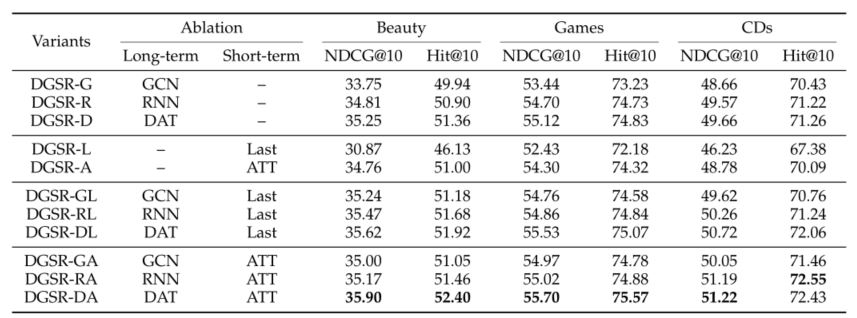 Variants Ablation Beauty Games CDs
Long-term Short-term NDCG@10 Hit@10 NDCG@10 Hit@10 NDCG@10 Hit@10
DGSR-G GCN – 33.75 49.94 53.44 73.23 48.66 70.43
DGSR-R RNN – 34.81 50.90 54.70 74.73 49.57 71.22
DGSR-D DAT – 35.25 51.36 55.12 74.83 49.66 71.26
DGSR-L – Last 30.87 46.13 52.43 72.18 46.23 67.38
DGSR-A – ATT 34.76 51.00 54.30 74.32 48.78 70.09
DGSR-GL GCN Last 35.24 51.18 54.76 74.58 49.62 70.76
DGSR-RL RNN Last 35.47 51.68 54.86 74.84 50.26 71.24
DGSR-DL DAT Last 35.62 51.92 55.53 75.07 50.72 72.06
DGSR-GA GCN ATT 35.00 51.05 54.97 74.78 50.05 71.46
DGSR-RA RNN ATT 35.17 51.46 55.02 74.88 51.19 72.55
DGSR-DA DAT ATT 35.90 52.40 55.70 75.57 51.22 72.43